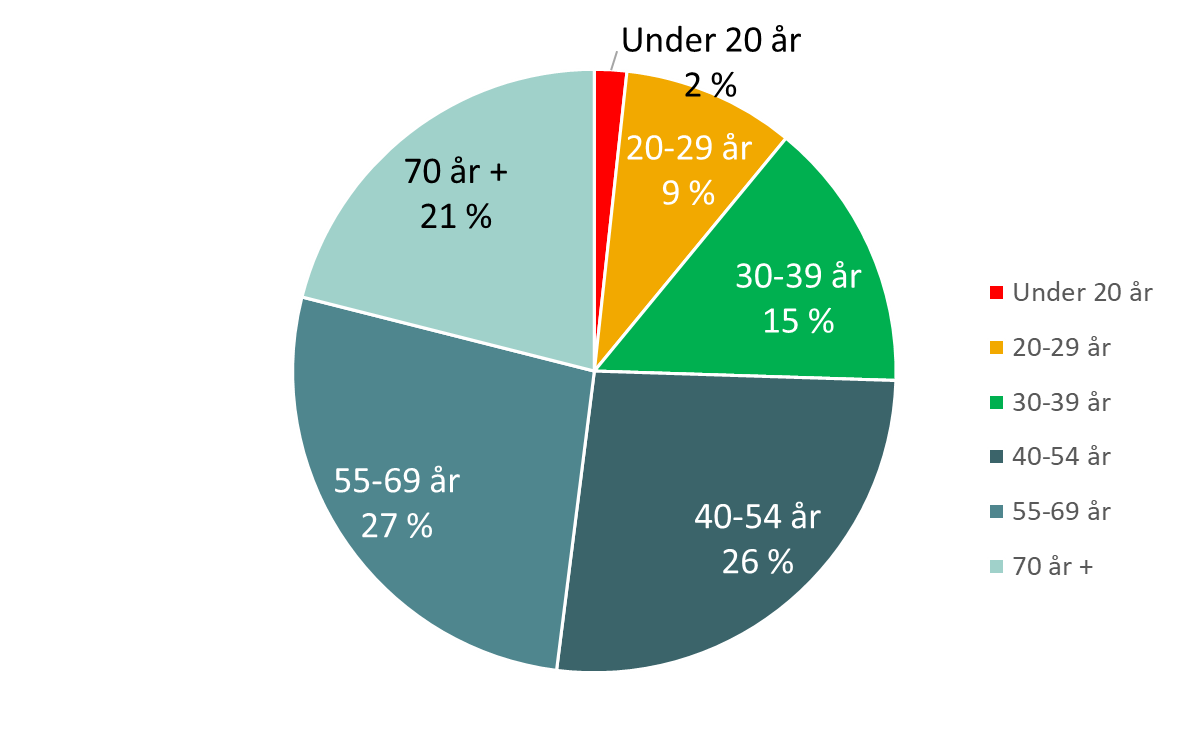 Under 20 år
2 %
20-29 år
9 %
30-39 år
15 %
40-54 år
26 %
55-69 år
27 %
70 år +
21 %
Under 20 år
20-29 år
30-39 år
40-54 år
55-69 år
70 år +